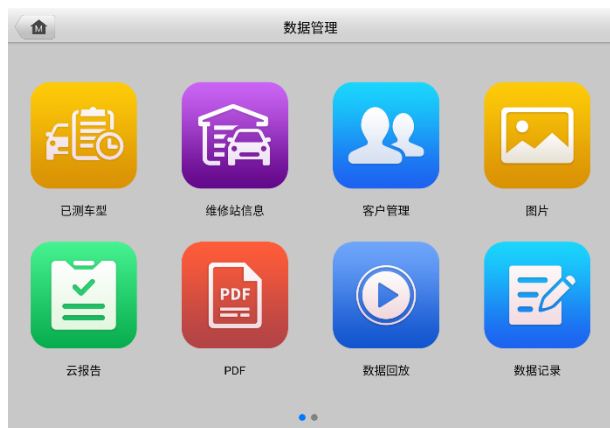 M
数据管理
已测车型
维修站信息
客户管理
图片
PDF
云报告
PDF
数据回放
数据记录